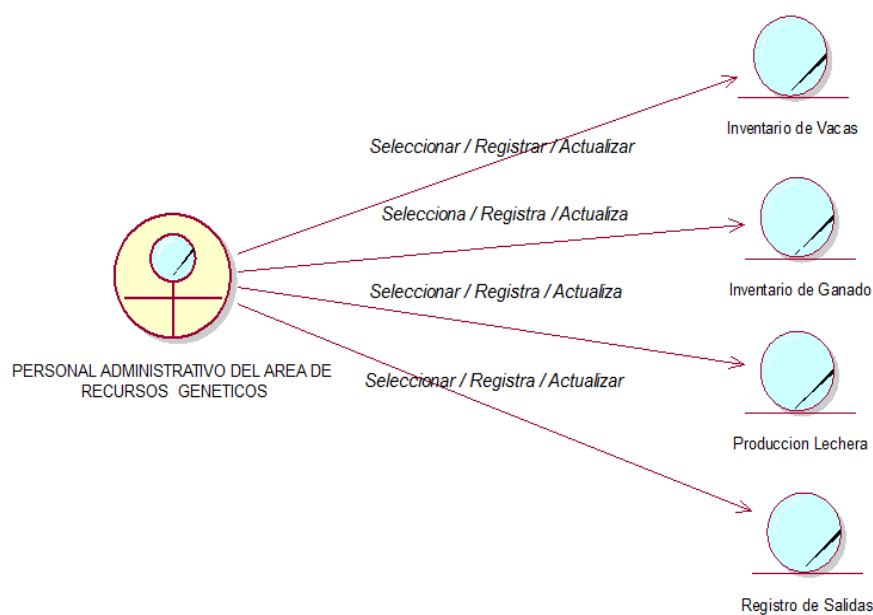 Inventario de Vacas
Seleccionar / Registrar / Actualizar
Selecciona / Registra / Actualiza
Inventario de Ganado
Seleccionar / Registra / Actualiza
PERSONAL ADMINISTRATIVO DEL AREA DE
RECURSOS GENETICOS
Seleccionar / Registra / Actualizar
Produccion Lechera
Registro de Salidas